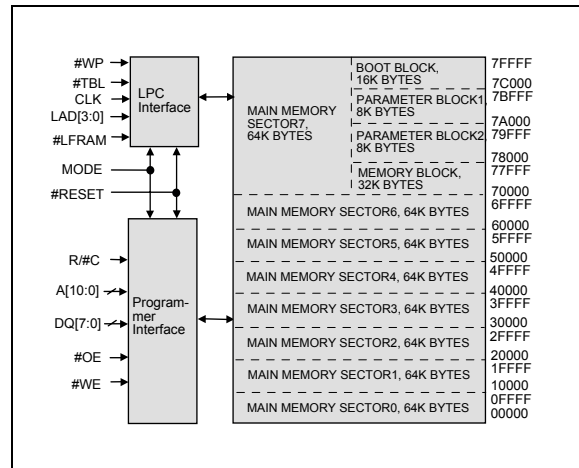 #WP
#TBL
CLK
LAD[3:0]
#LFRAM
MODE
#RESET
R/#C
A[10:0]
DQ[7:0]
#OE
#WE
LPC
Interface
Program-
mer
Interface
MAIN MEMORY
SECTOR7,
64K BYTES
BOOT BLOCK,
16K BYTES
PARAMETER BLOCK1,
8K BYTES
PARAMETER BLOCK2,
8K BYTES
MEMORY BLOCK,
32K BYTES
MAIN MEMORY SECTOR6, 64K BYTES
MAIN MEMORY SECTOR5, 64K BYTES
MAIN MEMORY SECTOR4, 64K BYTES
MAIN MEMORY SECTOR3, 64K BYTES
MAIN MEMORY SECTOR2, 64K BYTES
MAIN MEMORY SECTOR1, 64K BYTES
MAIN MEMORY SECTOR0, 64K BYTES
7FFFF
7C000
7BFFF
7A000
79FFF
78000
77FFF
70000
6FFFF
60000
5FFFF
50000
4FFFF
40000
3FFFF
30000
2FFFF
20000
1FFFF
10000
0FFFF
00000